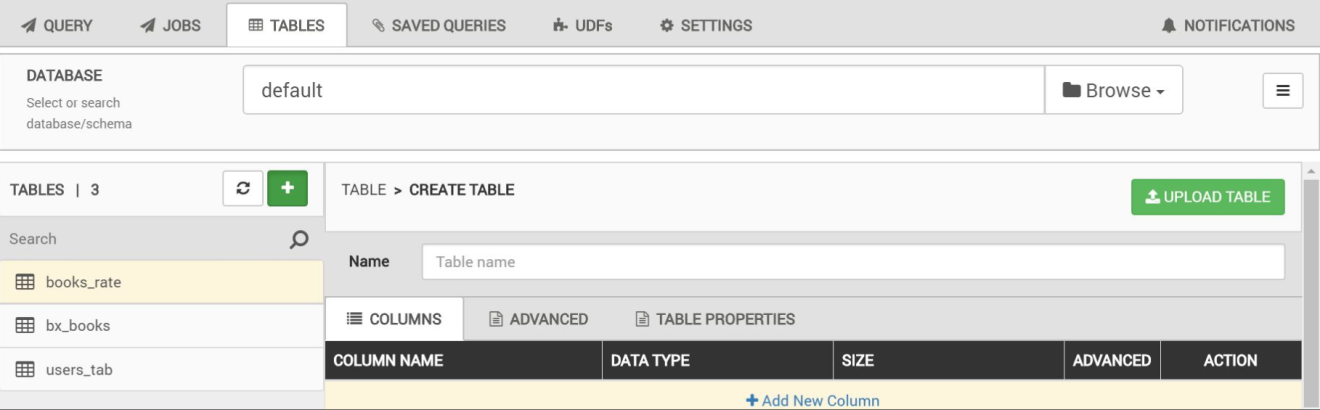 QUERY JOBS TABLES SAVED QUERIES UDFs SETTINGS NOTIFICATIONS
DATABASE
Select or search
database/schema
default
Browse
TABLES | 3
TABLE > CREATE TABLE
UPLOAD TABLE
Search
Name Table name
books_rate
bx_books
users_tab
COLUMNS ADVANCED TABLE PROPERTIES
COLUMN NAME DATA TYPE SIZE ADVANCED ACTION
Add New Column